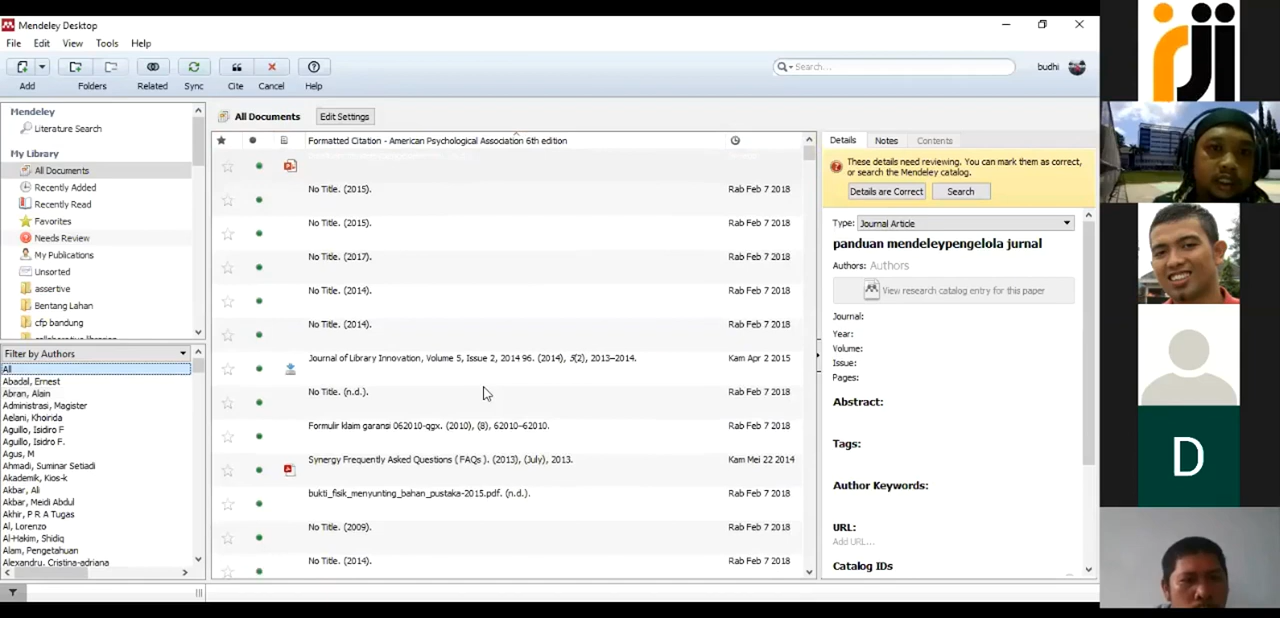 Mendeley Desktop
File Edit View Tools Help
Add Folders Related Sync Cite Cancel Help
Search...
budhi
Mendeley
Literature Search
My Library
All Documents
Recently Added
Recently Read
Favorites
Needs Review
My Publications
Unsorted
assertive
Bentang Lahan
cfp bandung
Filter by Authors
All
Abadal, Ernest
Abran, Alain
Administrasi, Magister
Aelani, Khoirida
Aguillo, Isidro F
Aguillo, Isidro F.
Agus, M
Ahmadi, Suminar Setiadi
Akademik, Kios-k
Akbar, Ali
Akbar, Meidi Abdul
Akhir, P R A Tugas
Al, Lorenzo
Al-Hakim, Shidiq
Alam, Pengetahuan
Alexandru, Cristina-adriana
All Documents Edit Settings
Formatted Citation - American Psychological Association 6th edition
No Title. (2015). Rab Feb 7 2018
No Title. (2015). Rab Feb 7 2018
No Title. (2017). Rab Feb 7 2018
No Title. (2014). Rab Feb 7 2018
No Title. (2014). Rab Feb 7 2018
Journal of Library Innovation, Volume 5, Issue 2, 2014 96. (2014), 5(2), 2013–2014. Kam Apr 2 2015
No Title. (n.d.). Rab Feb 7 2018
Formulir klaim garansi 062010-qgx. (2010), (8), 62010–62010. Rab Feb 7 2018
Synergy Frequently Asked Questions ( FAQs ). (2013), (July), 2013. Kam Mei 22 2014
bukti_fisik_menyunting_bahan_pustaka-2015.pdf. (n.d.). Rab Feb 7 2018
No Title. (2009). Rab Feb 7 2018
No Title. (2014). Rab Feb 7 2018
Details Notes Contents
These details need reviewing. You can mark them as correct,
or search the Mendeley catalog.
Details are Correct Search
Type: Journal Article
panduan mendeleypengelola jurnal
Authors: Authors
View research catalog entry for this paper
Journal:
Year:
Volume:
Issue:
Pages:
Abstract:
Tags:
Author Keywords:
URL:
Add URL...
Catalog IDs
rji
D